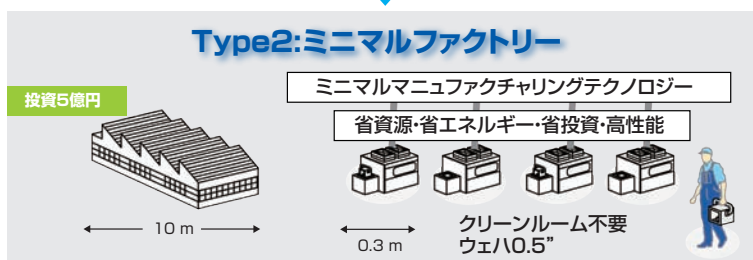 Type2:ミニマルファクトリー
投資5億円
ミニマルマニュファクチャリングテクノロジー
省資源・省エネルギー・省投資・高性能
10 m
0.3 m
クリーンルーム不要
ウェハ0.5”